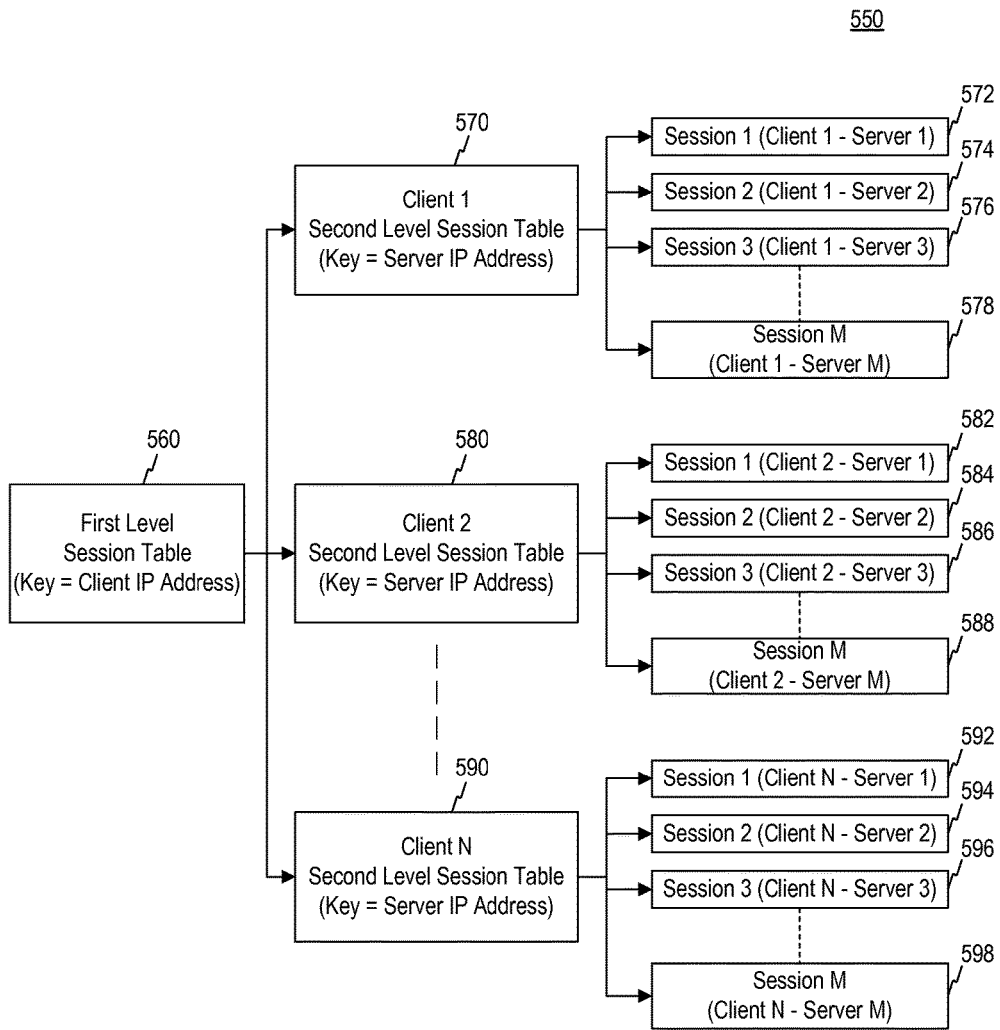 550
570
Client 1
Second Level Session Table
(Key = Server IP Address)
572
Session 1 (Client 1 - Server 1)
574
Session 2 (Client 1 - Server 2)
576
Session 3 (Client 1 - Server 3)
578
Session M
(Client 1 - Server M)
560
First Level
Session Table
(Key = Client IP Address)
580
Client 2
Second Level Session Table
(Key = Server IP Address)
582
Session 1 (Client 2 - Server 1)
584
Session 2 (Client 2 - Server 2)
586
Session 3 (Client 2 - Server 3)
588
Session M
(Client 2 - Server M)
590
Client N
Second Level Session Table
(Key = Server IP Address)
592
Session 1 (Client N - Server 1)
594
Session 2 (Client N - Server 2)
596
Session 3 (Client N - Server 3)
598
Session M
(Client N - Server M)